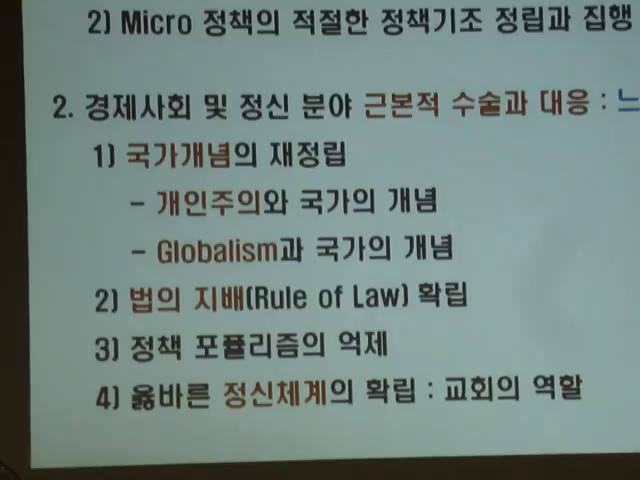 2) Micro 정책의 적절한 정책기조 정립과 집행
2. 경제사회 및 정신 분야 근본적 수술과 대응 : 느
1) 국가개념의 재정립
- 개인주의와 국가의 개념
- Globalism과 국가의 개념
2) 법의 지배(Rule of Law) 확립
3) 정책 포퓰리즘의 억제
4) 옳바른 정신체계의 확립 : 교회의 역할